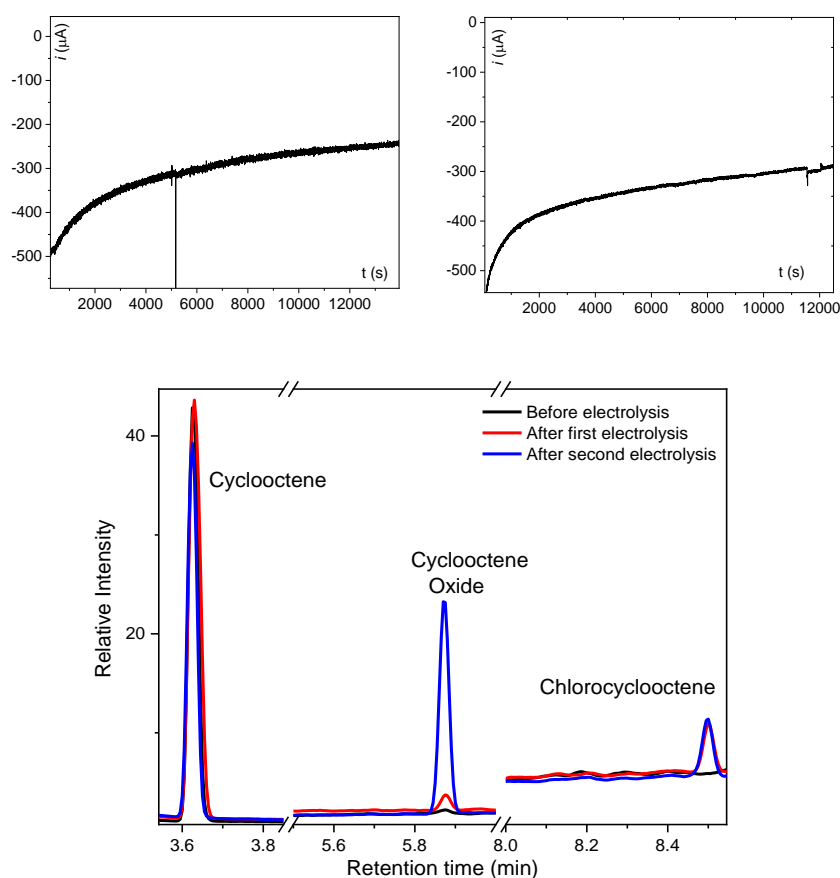 0
-100
-200
-300
-400
-500
i (μA)
t (s)
2000 4000 6000 8000 10000 12000
0
-100
-200
-300
-400
-500
i (μA)
t (s)
2000 4000 6000 8000 10000 12000
40
20
Relative Intensity
Before electrolysis
After first electrolysis
After second electrolysis
Cyclooctene
Cyclooctene
Oxide
Chlorocyclooctene
3.6 3.8 5.6 5.8 8.0 8.2 8.4
Retention time (min)